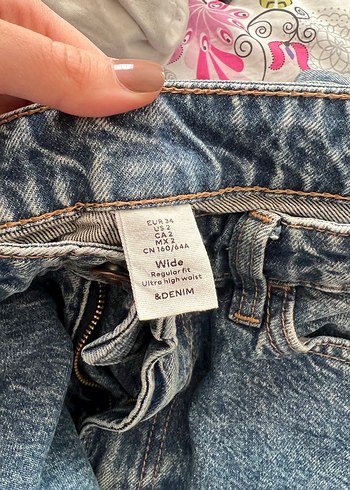 EUR 34
US 2
CA 2
MX 2
CN 160/64A
Wide
Regular fit
Ultra high waist
&DENIM